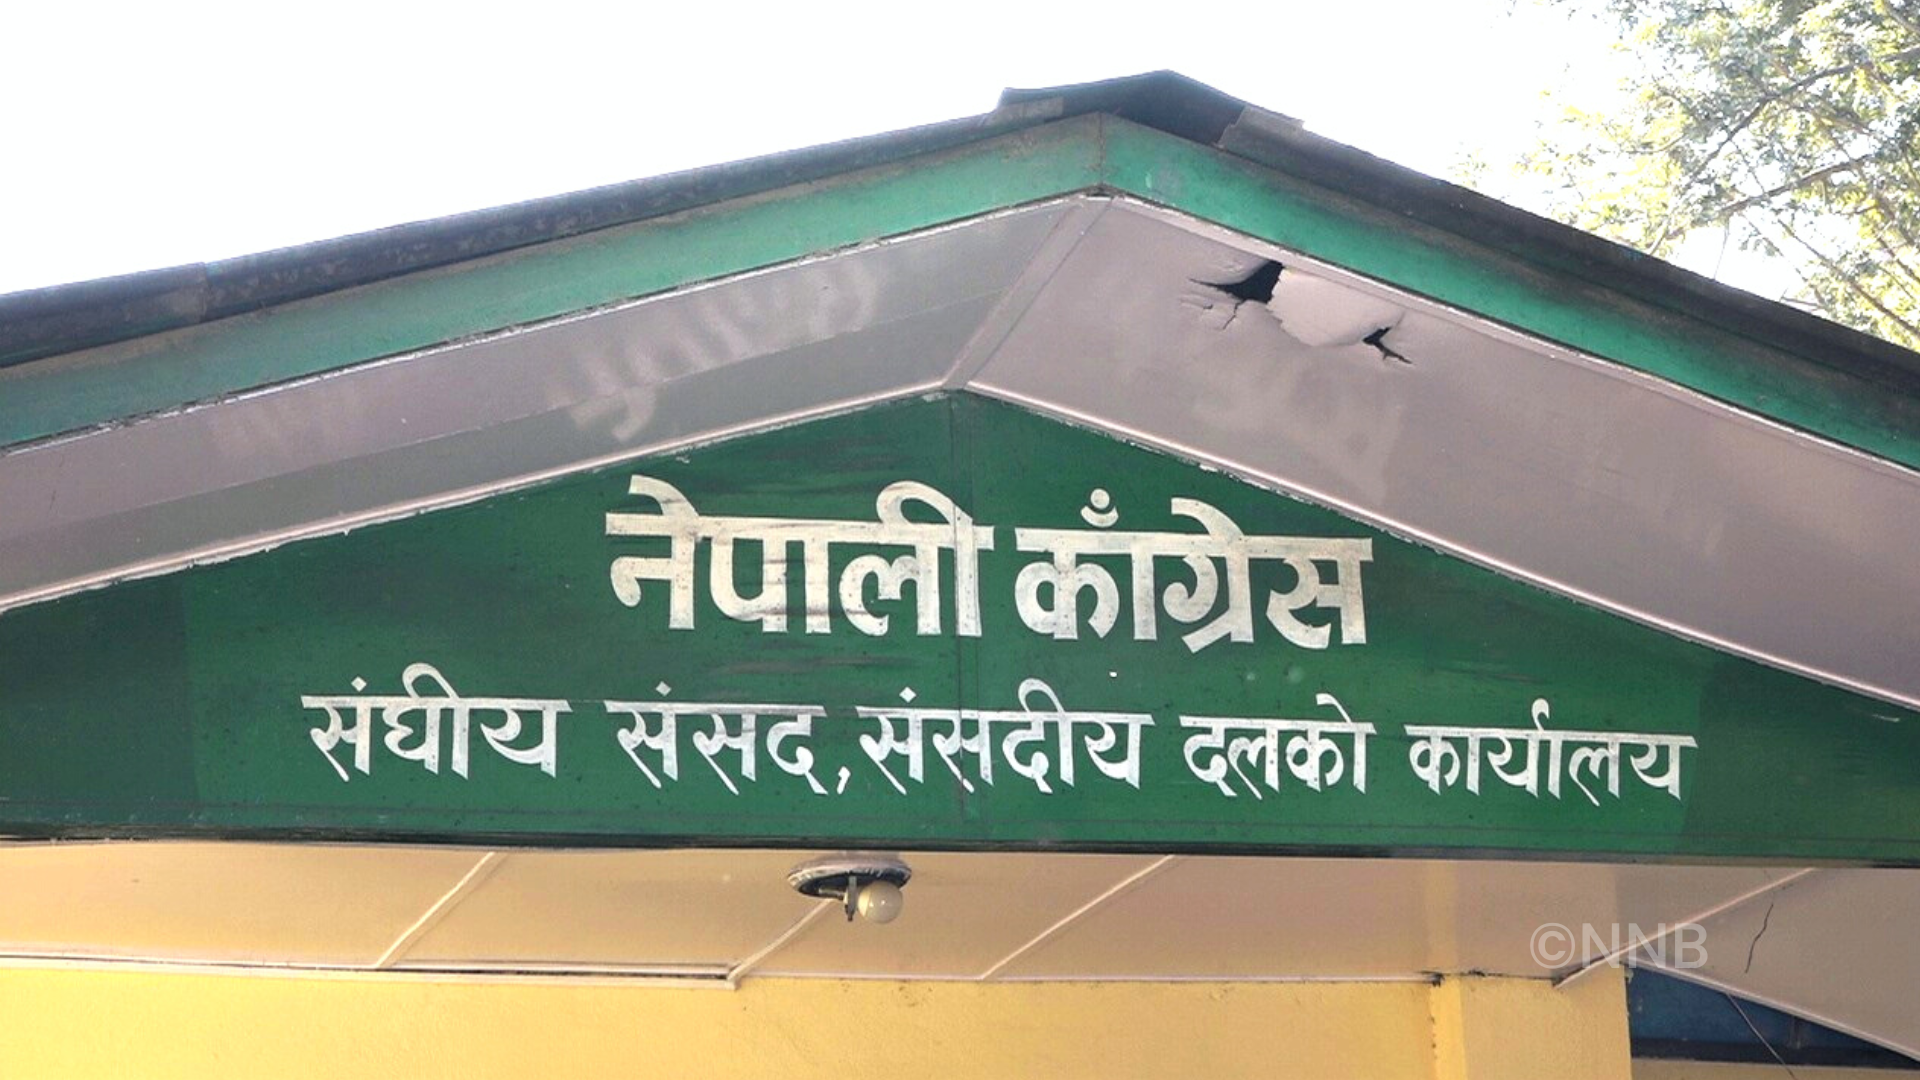 नेपाली काँग्रेस
संघीय संसद, संसदीय दलको कार्यालय
©NNB